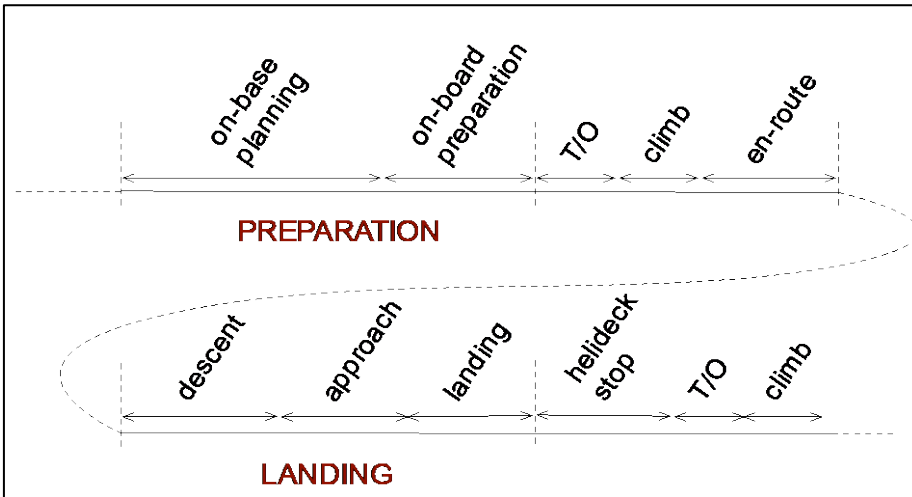 on-base
planning
on-board
preparation
T/O
climb
en-route
PREPARATION
descent
approach
landing
helideck
stop
T/O
climb
LANDING